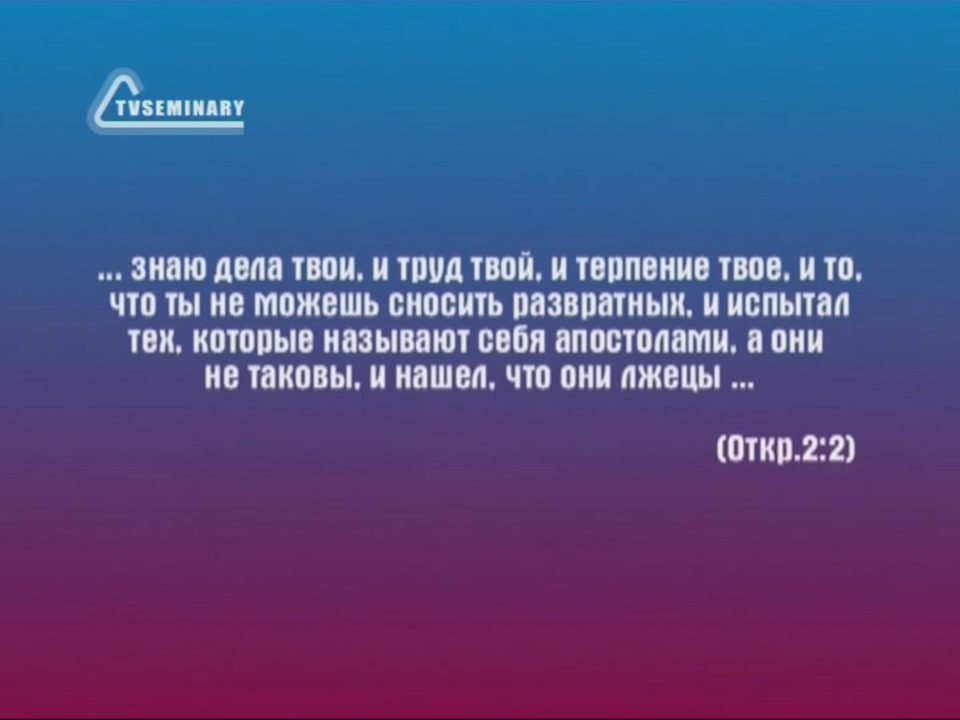 TVSEMINARY
... знаю дела твои, и труд твой, и терпение твое, и то,
что ты не можешь сносить развратных, и испытал
тех, которые называют себя апостолами, а они
не таковы, и нашел, что они лжецы ...
(Откр.2:2)